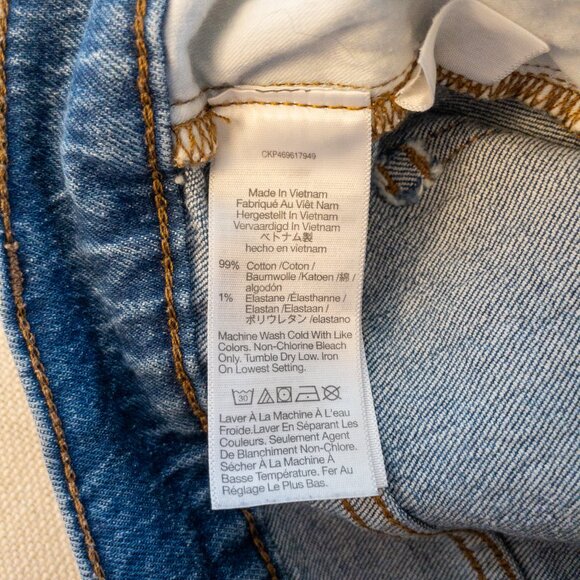 CKP469617949
Made In Vietnam
Fabriqué Au Viêt Nam
Hergestellt In Vietnam
Vervaardigd In Vietnam
ベトナム製
hecho en vietnam
99% Cotton /Coton/
Baumwolle /Katoen /綿/
algodón
1% Elastane /Élasthanne/
Elastan /Elastaan/
ポリウレタン /elastano
Machine Wash Cold With Like
Colors. Non-Chlorine Bleach
Only. Tumble Dry Low. Iron
On Lowest Setting.
30
Laver À La Machine À L'eau
Froide.Laver En Séparant Les
Couleurs. Seulement Agent
De Blanchiment Non-Chlore.
Sécher À La Machine À
Basse Température. Fer Au
Réglage Le Plus Bas.